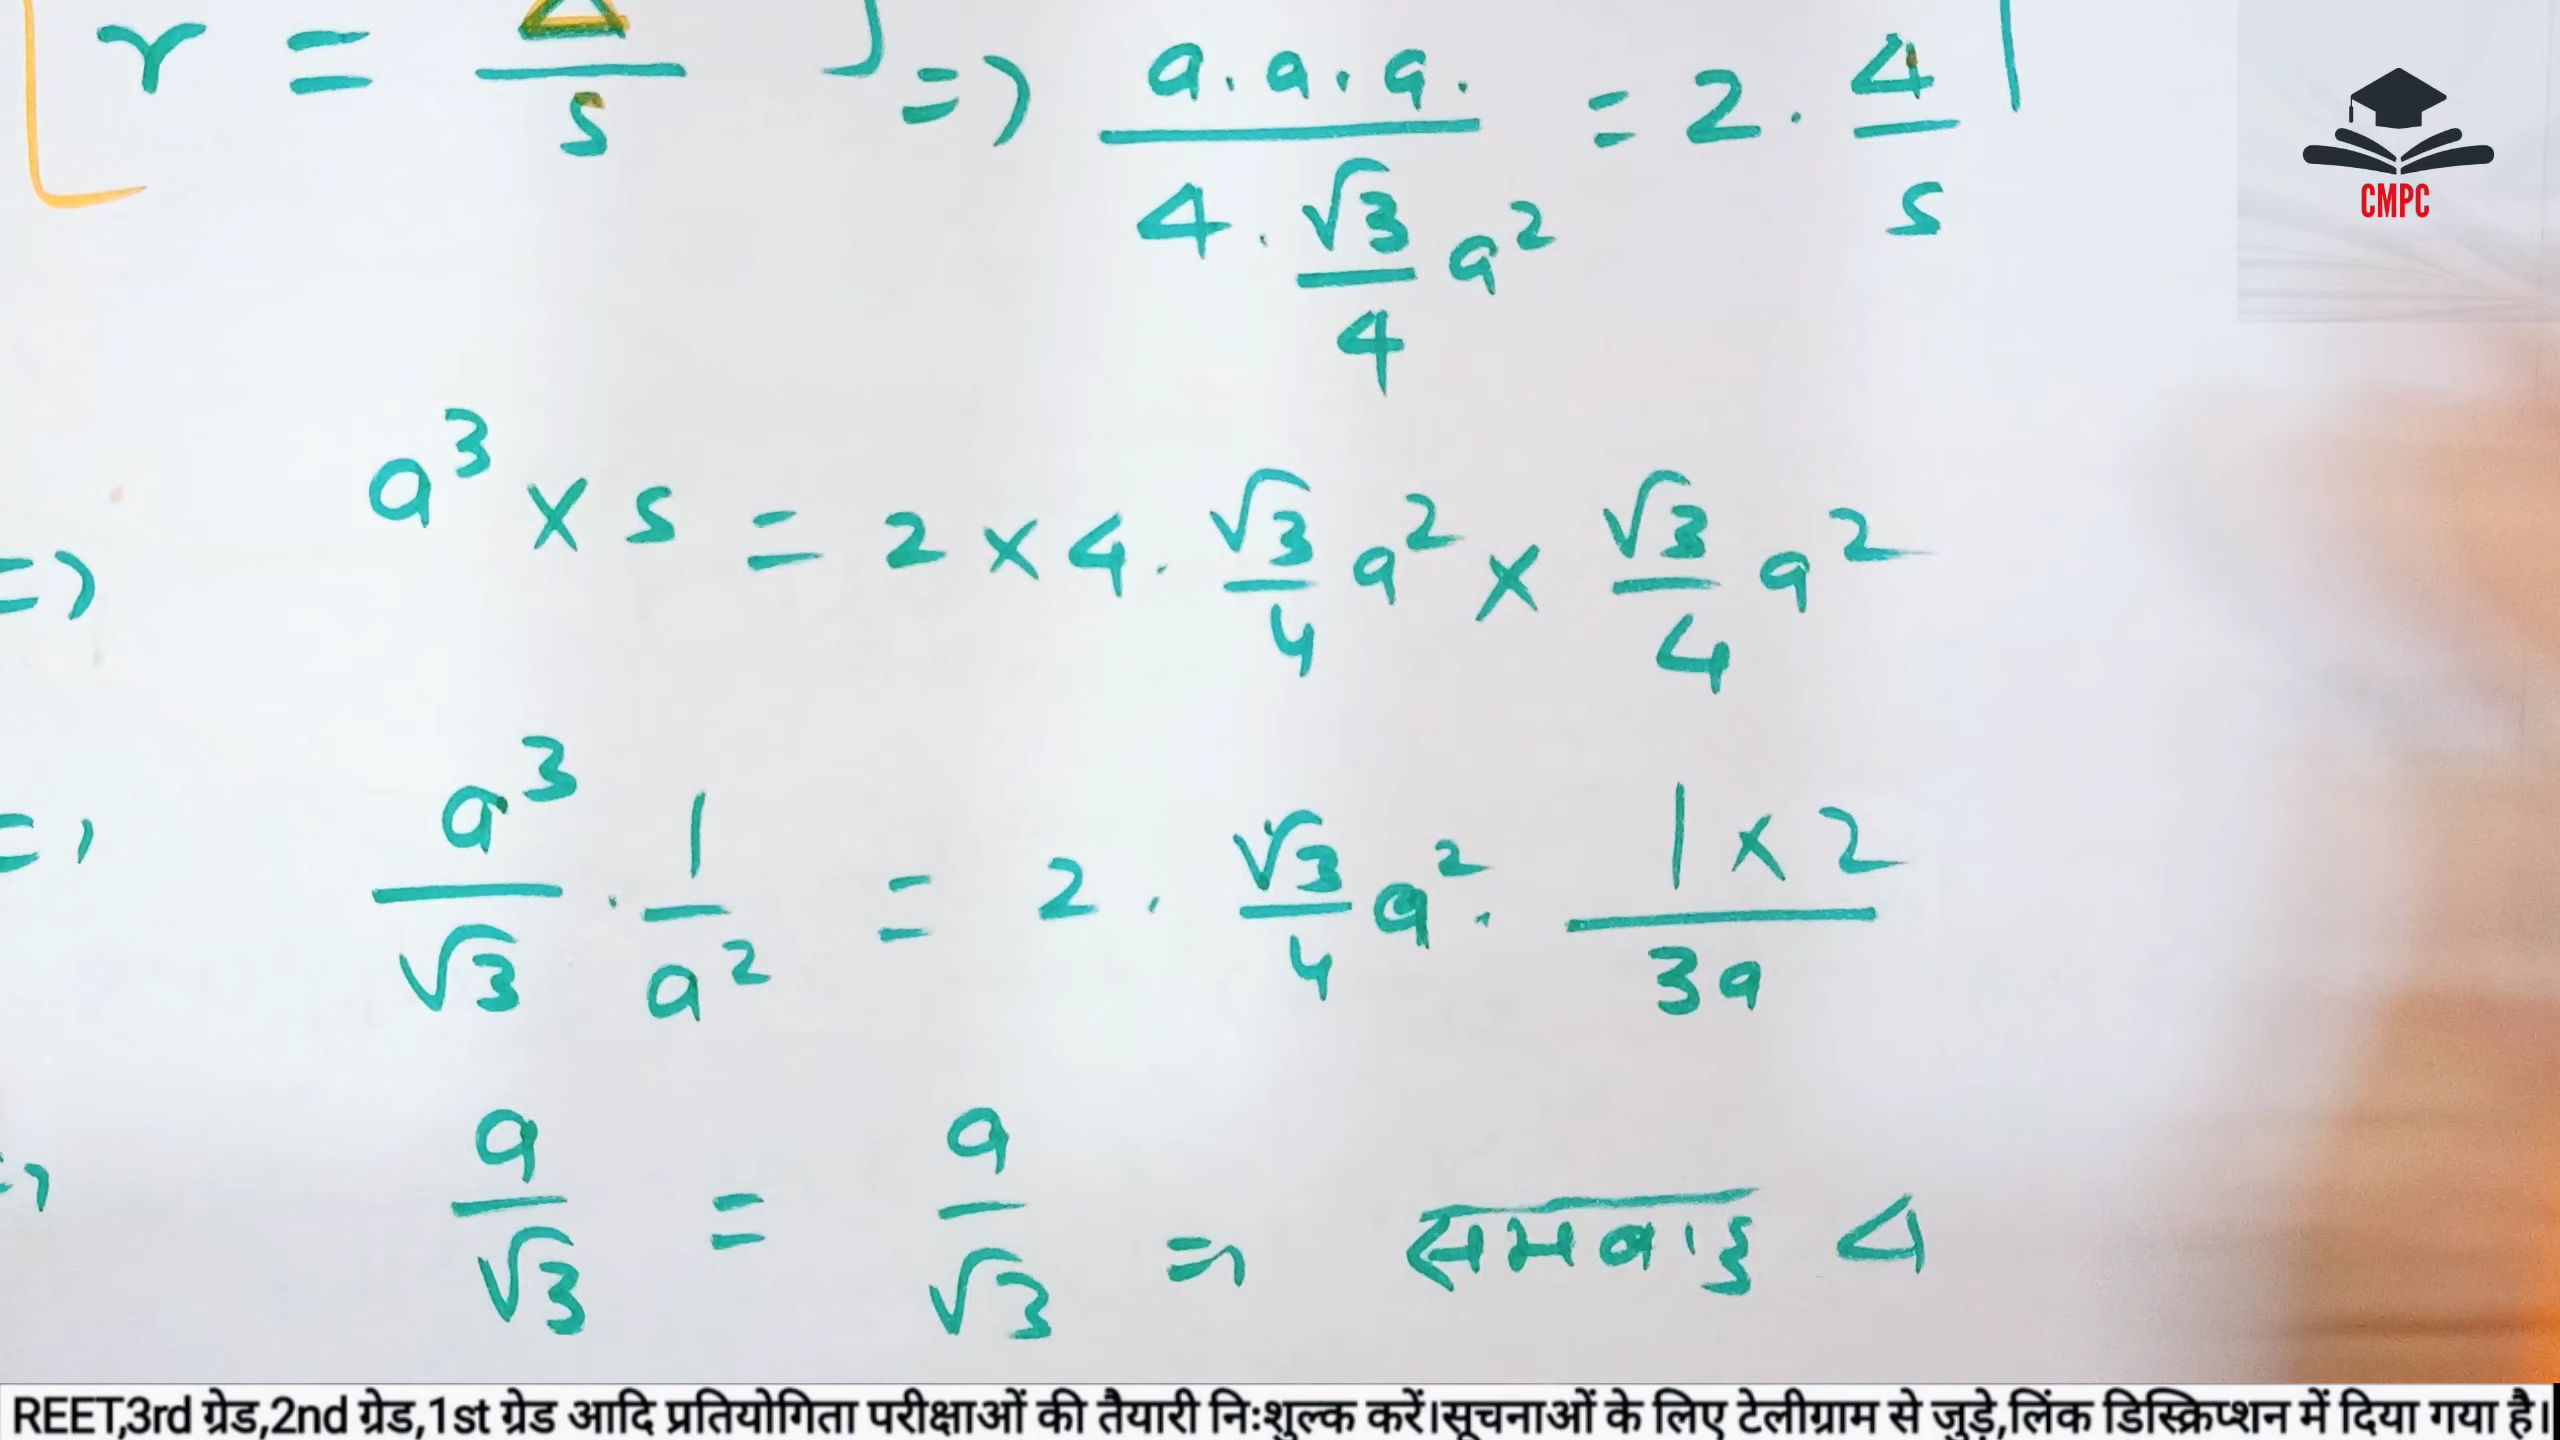 r = Δ/s => a.a.a./(4.√3/4 a²) = 2.Δ/s
CMPC
=> a³ × s = 2 × 4 . √3/4 a² × √3/4 a²
=> a³/√3 . 1/a² = 2 . √3/4 a² . 1×2/3a
=> a/√3 = a/√3 => समबाहु Δ
REET,3rd ग्रेड,2nd ग्रेड,1st ग्रेड आदि प्रतियोगिता परीक्षाओं की तैयारी निःशुल्क करें।सूचनाओं के लिए टेलीग्राम से जुड़े,लिंक डिस्क्रिप्शन में दिया गया है।